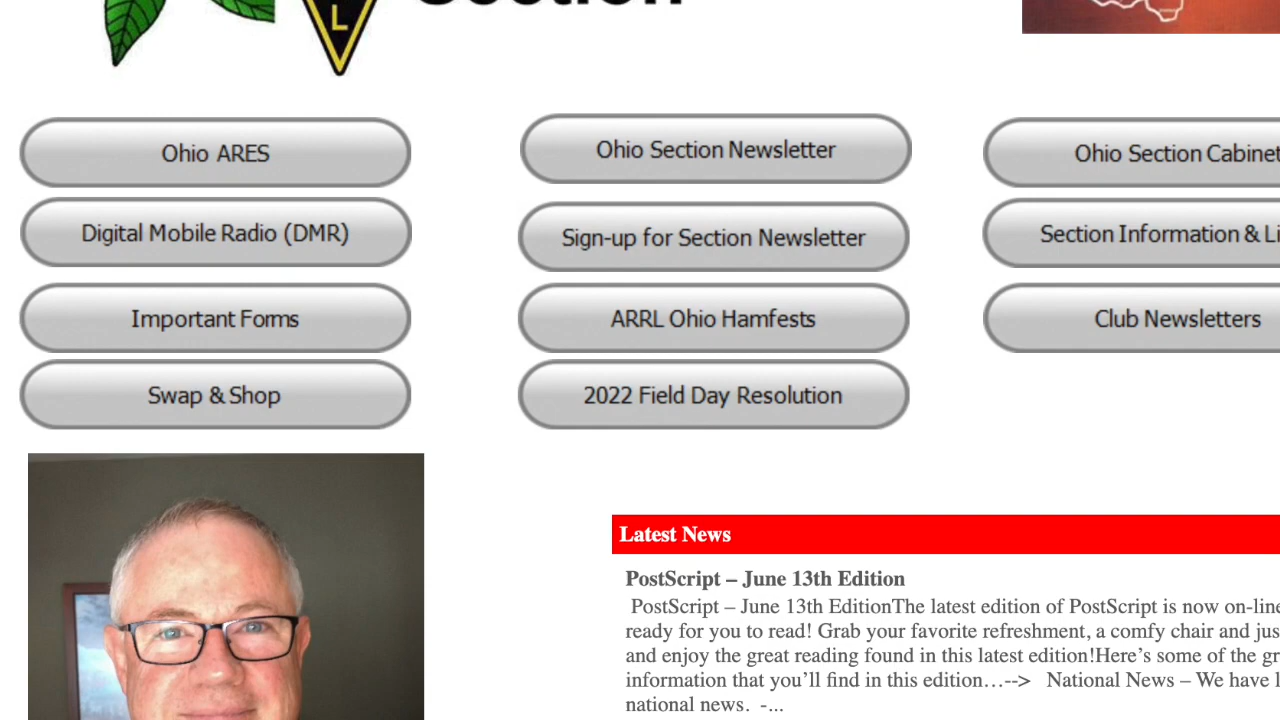 L
Ohio ARES
Ohio Section Newsletter
Ohio Section Cabinet
Digital Mobile Radio (DMR)
Sign-up for Section Newsletter
Section Information &
Important Forms
ARRL Ohio Hamfests
Club Newsletters
Swap & Shop
2022 Field Day Resolution
Latest News
PostScript – June 13th Edition
PostScript – June 13th EditionThe latest edition of PostScript is now on-line
ready for you to read! Grab your favorite refreshment, a comfy chair and
and enjoy the great reading found in this latest edition!Here's some of the
information that you'll find in this edition…--> National News – We have
national news. -...